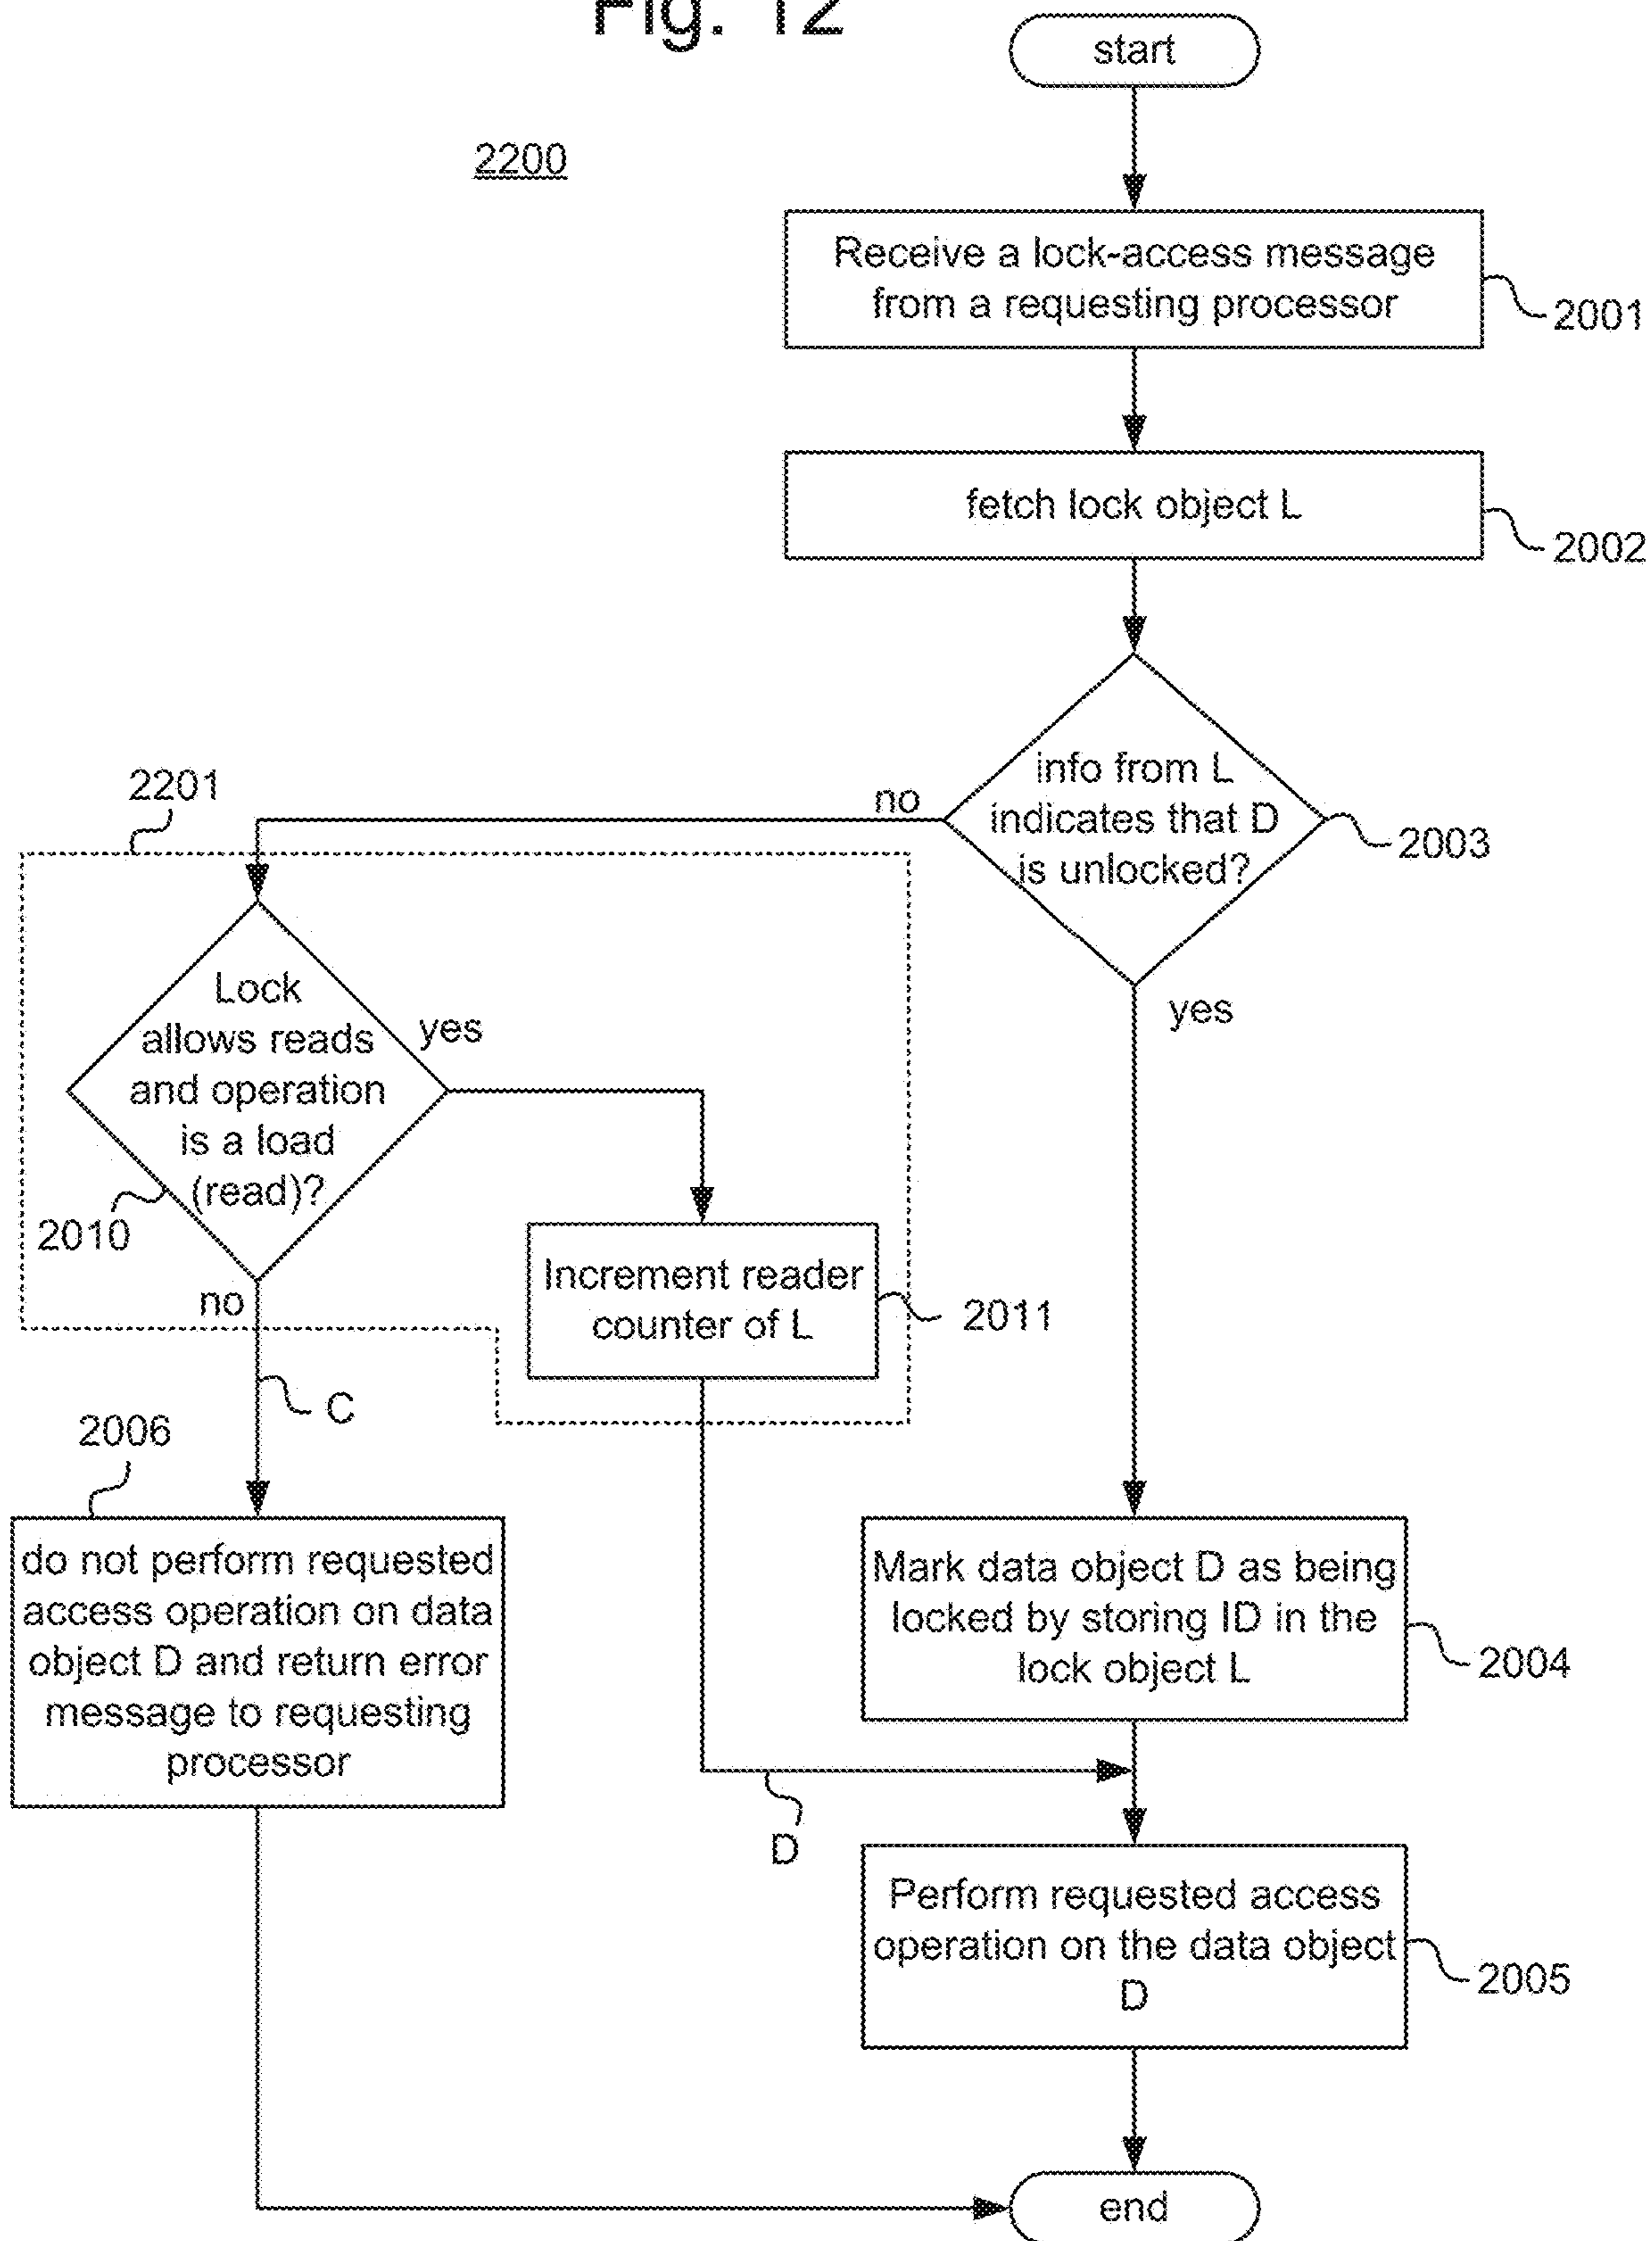 Fig. 12
start
2200
Receive a lock-access message
from a requesting processor
2001
fetch lock object L
2002
info from L
indicates that D
is unlocked?
2003
no
yes
2201
Lock
allows reads
and operation
is a load
(read)?
yes
2010
no
Increment reader
counter of L
2011
C
2006
do not perform requested
access operation on data
object D and return error
message to requesting
processor
Mark data object D as being
locked by storing ID in the
lock object L
2004
D
Perform requested access
operation on the data object
D
2005
end